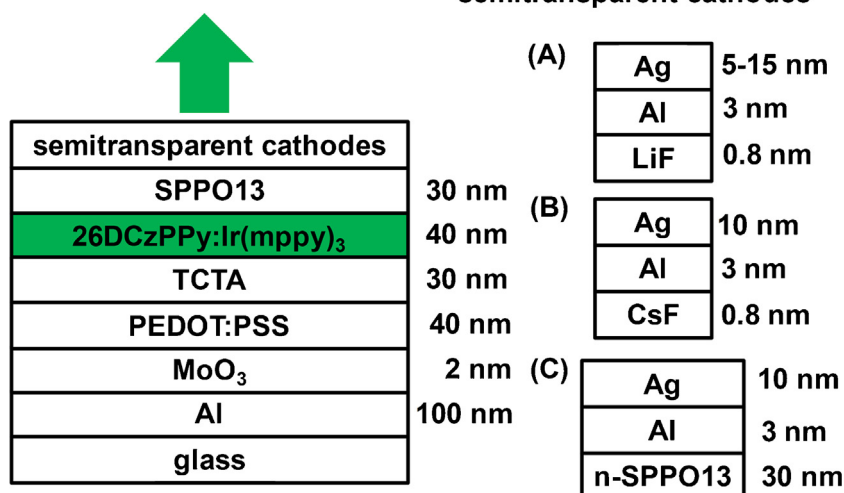 semitransparent cathodes
(A)
Ag 5-15 nm
Al 3 nm
LiF 0.8 nm
semitransparent cathodes
SPPO13 30 nm
26DCzPPy:Ir(mppy)₃ 40 nm
TCTA 30 nm
PEDOT:PSS 40 nm
MoO₃ 2 nm
Al 100 nm
glass
(B)
Ag 10 nm
Al 3 nm
CsF 0.8 nm
(C)
Ag 10 nm
Al 3 nm
n-SPPO13 30 nm